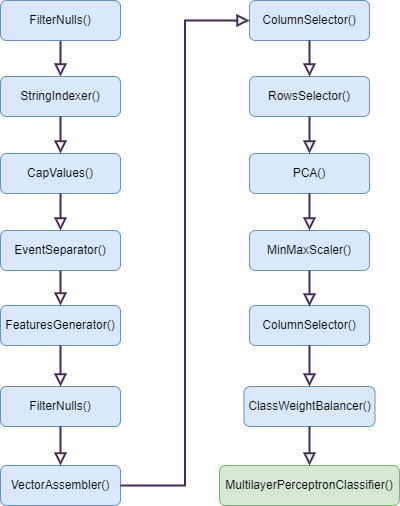 FilterNulls()
StringIndexer()
CapValues()
EventSeparator()
FeaturesGenerator()
FilterNulls()
VectorAssembler()
ColumnSelector()
RowsSelector()
PCA()
MinMaxScaler()
ColumnSelector()
ClassWeightBalancer()
MultilayerPerceptronClassifier()